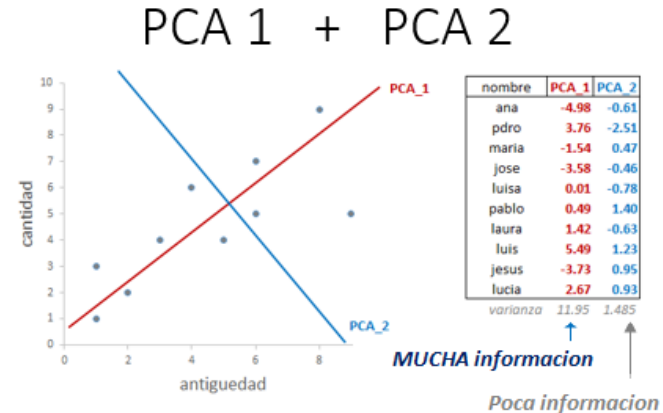 PCA 1 + PCA 2
10
9
8
7
6
5
4
3
2
1
0
cantidad
0 2 4 6 8
antiguedad
PCA_1
PCA_2
nombre PCA_1 PCA_2
ana -4.98 -0.61
pdro 3.76 -2.51
maria -1.54 0.47
jose -3.58 -0.46
luisa 0.01 -0.78
pablo 0.49 1.40
laura 1.42 -0.63
luis 5.49 1.23
jesus -3.73 0.95
lucia 2.67 0.93
varianza 11.95 1.485
MUCHA informacion
Poca informacion